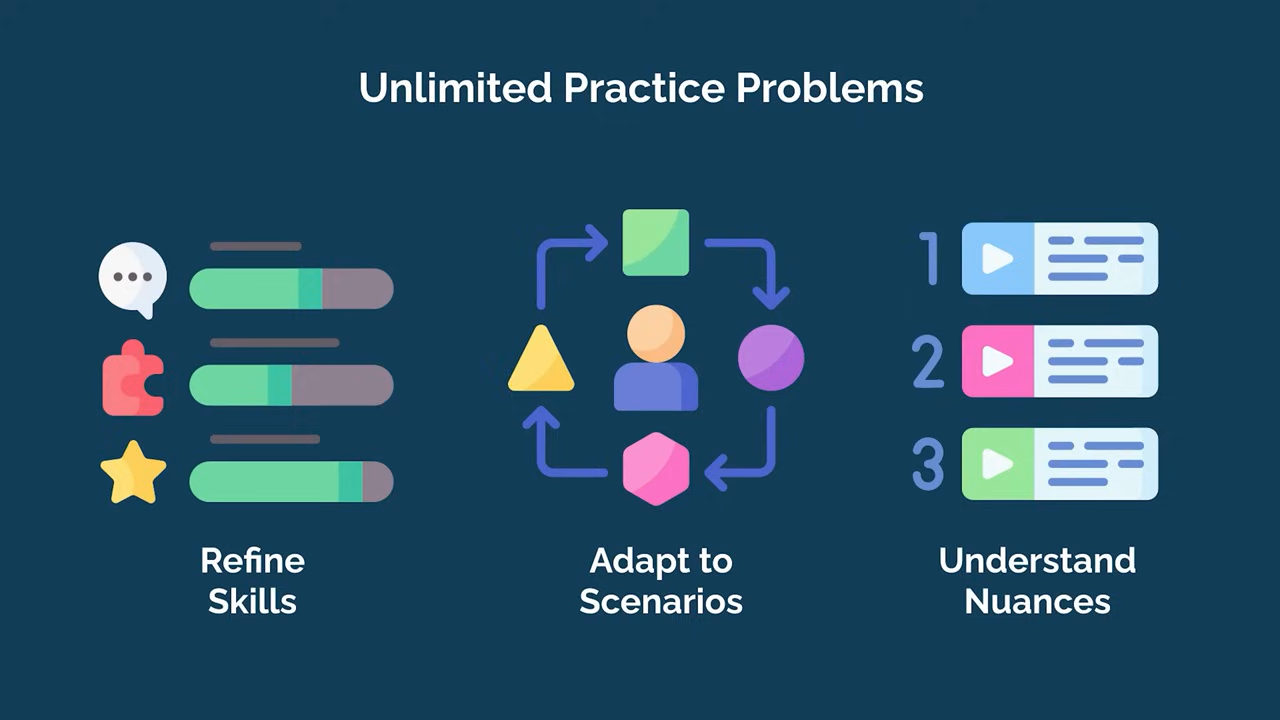 Unlimited Practice Problems
Refine
Skills
Adapt to
Scenarios
1
2
3
Understand
Nuances